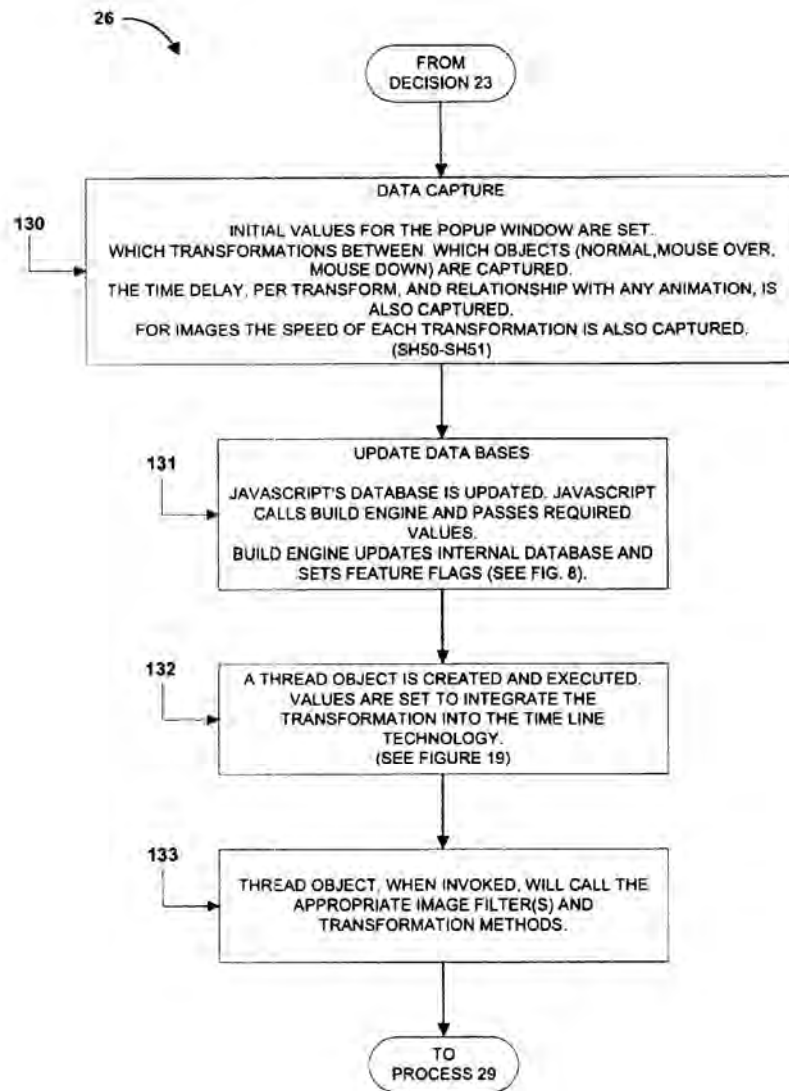 26
FROM
DECISION 23
130
DATA CAPTURE
INITIAL VALUES FOR THE POPUP WINDOW ARE SET.
WHICH TRANSFORMATIONS BETWEEN WHICH OBJECTS (NORMAL,MOUSE OVER,
MOUSE DOWN) ARE CAPTURED.
THE TIME DELAY, PER TRANSFORM, AND RELATIONSHIP WITH ANY ANIMATION, IS
ALSO CAPTURED.
FOR IMAGES THE SPEED OF EACH TRANSFORMATION IS ALSO CAPTURED.
(SH50-SH51)
131
UPDATE DATA BASES
JAVASCRIPT'S DATABASE IS UPDATED. JAVASCRIPT
CALLS BUILD ENGINE AND PASSES REQUIRED
VALUES.
BUILD ENGINE UPDATES INTERNAL DATABASE AND
SETS FEATURE FLAGS (SEE FIG. 8).
132
A THREAD OBJECT IS CREATED AND EXECUTED.
VALUES ARE SET TO INTEGRATE THE
TRANSFORMATION INTO THE TIME LINE
TECHNOLOGY.
(SEE FIGURE 19)
133
THREAD OBJECT, WHEN INVOKED, WILL CALL THE
APPROPRIATE IMAGE FILTER(S) AND
TRANSFORMATION METHODS.
TO
PROCESS 29